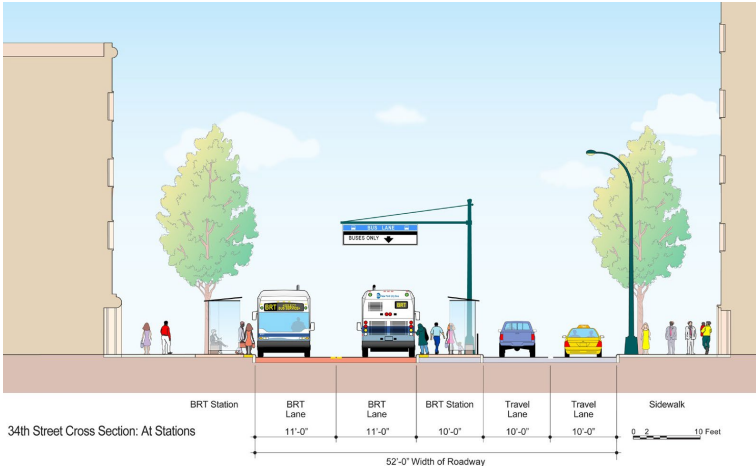 BUS LANE
BUSES ONLY
BRT
BRT
BRT Station
BRT Lane
BRT Lane
BRT Station
Travel Lane
Travel Lane
Sidewalk
34th Street Cross Section: At Stations
11'-0"
11'-0"
10'-0"
10'-0"
10'-0"
0 2 10 Feet
52'-0" Width of Roadway